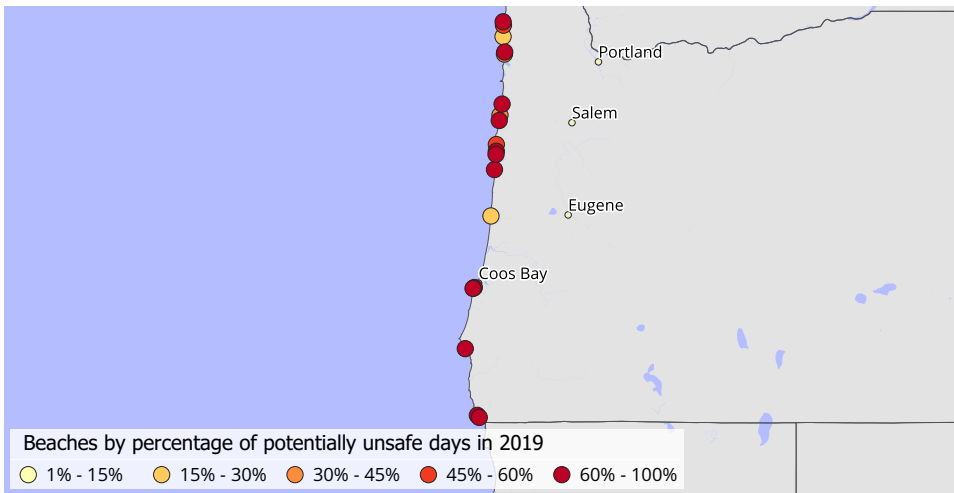 Portland
Salem
Eugene
Coos Bay
Beaches by percentage of potentially unsafe days in 2019
1% - 15% 15% - 30% 30% - 45% 45% - 60% 60% - 100%